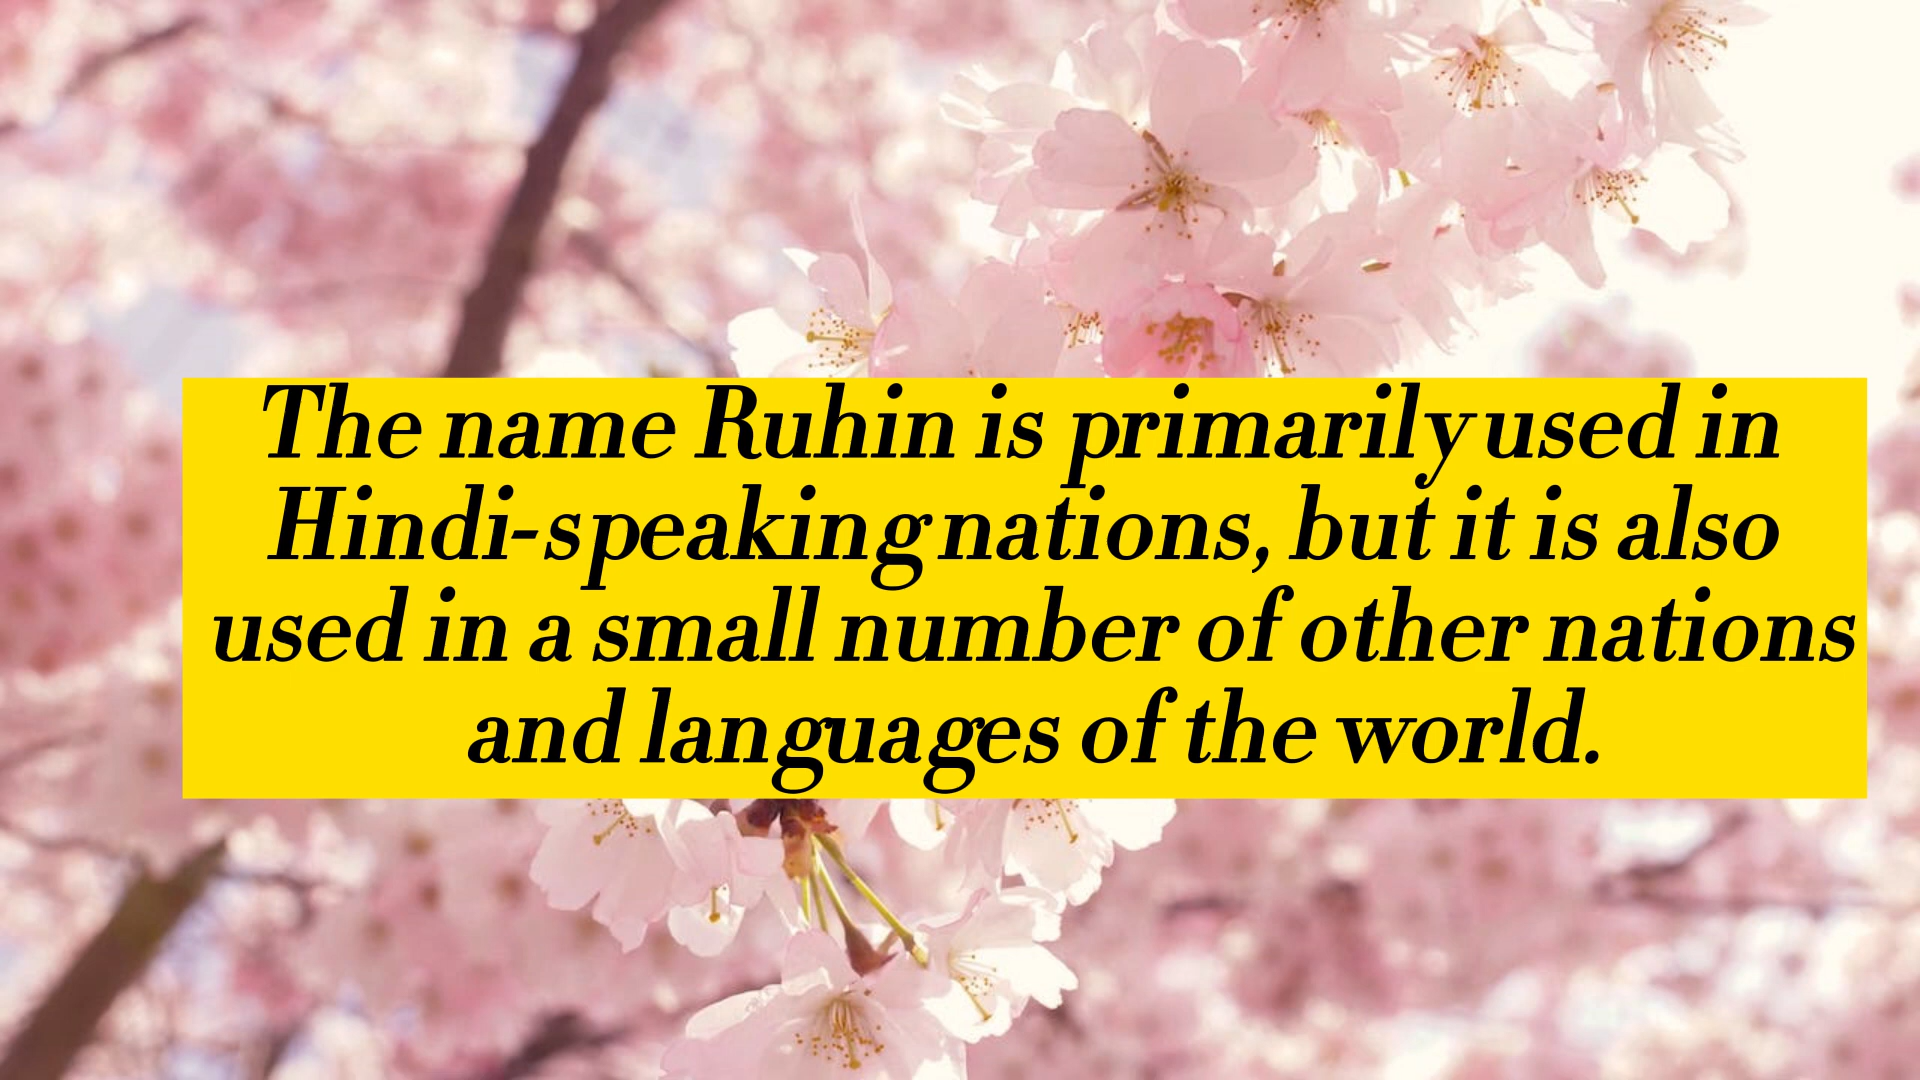 The name Ruhin is primarily used in
Hindi-speaking nations, but it is also
used in a small number of other nations
and languages of the world.